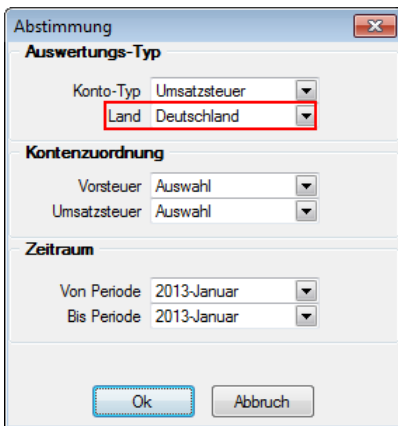 Abstimmung
Auswertungs-Typ
Konto-Typ Umsatzsteuer
Land Deutschland
Kontenzuordnung
Vorsteuer Auswahl
Umsatzsteuer Auswahl
Zeitraum
Von Periode 2013-Januar
Bis Periode 2013-Januar
Ok Abbruch